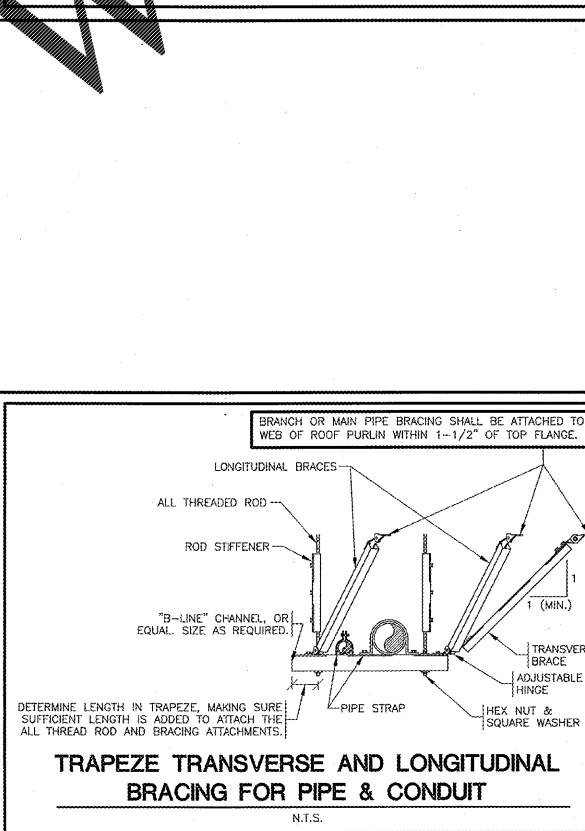 BRANCH OR MAIN PIPE BRACING SHALL BE ATTACHED TO
WEB OF ROOF PURLIN WITHIN 1-1/2" OF TOP FLANGE.
LONGITUDINAL BRACES
ALL THREADED ROD
ROD STIFFENER
1
1 (MIN.)
"B-LINE" CHANNEL, OR
EQUAL. SIZE AS REQUIRED.
TRANSVER
BRACE
ADJUSTABLE
HINGE
DETERMINE LENGTH IN TRAPEZE, MAKING SURE
SUFFICIENT LENGTH IS ADDED TO ATTACH THE
ALL THREAD ROD AND BRACING ATTACHMENTS.
PIPE STRAP
HEX NUT &
SQUARE WASHER
TRAPEZE TRANSVERSE AND LONGITUDINAL
BRACING FOR PIPE & CONDUIT
N.T.S.